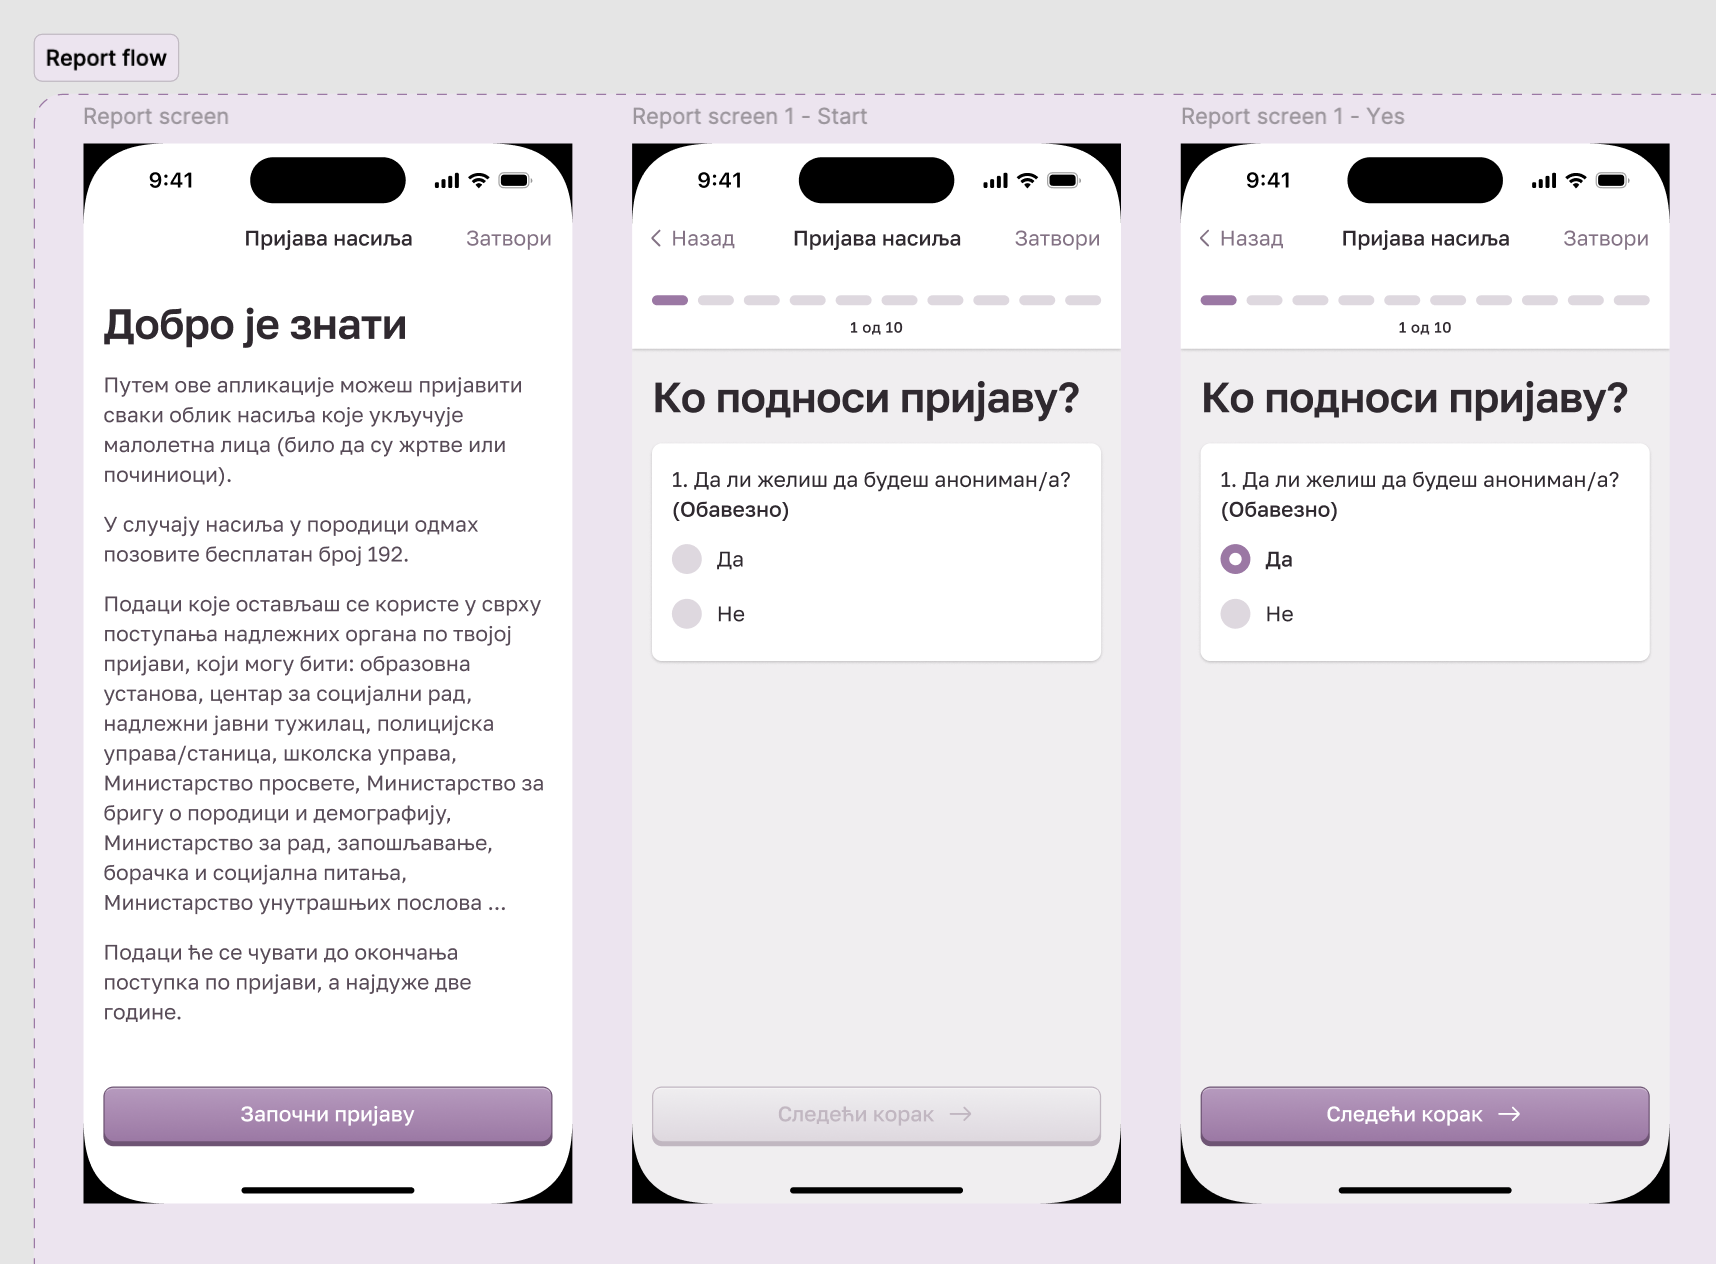 Report flow
Report screen
9:41
Пријава насиља
Затвори
Добро је знати
Путем ове апликације можеш пријавити
сваки облик насиља које укључује
малолетна лица (било да су жртве или
починиоци).
У случају насиља у породици одмах
позовите бесплатан број 192.
Подаци које остављаш се користе у сврху
поступања надлежних органа по твојој
пријави, који могу бити: образовна
установа, центар за социјални рад,
надлежни јавни тужилац, полицијска
управа/станица, школска управа,
Министарство просвете, Министарство за
бригу о породици и демографију,
Министарство за рад, запошљавање,
борачка и социјална питања,
Министарство унутрашњих послова ...
Подаци ће се чувати до окончања
поступка по пријави, а најдуже две
године.
Започни пријаву
Report screen 1 - Start
9:41
Назад
Пријава насиља
Затвори
1 од 10
Ко подноси пријаву?
1. Да ли желиш да будеш анониман/а?
(Обавезно)
Да
Не
Следећи корак →
Report screen 1 - Yes
9:41
Назад
Пријава насиља
Затвори
1 од 10
Ко подноси пријаву?
1. Да ли желиш да будеш анониман/а?
(Обавезно)
Да
Не
Следећи корак →